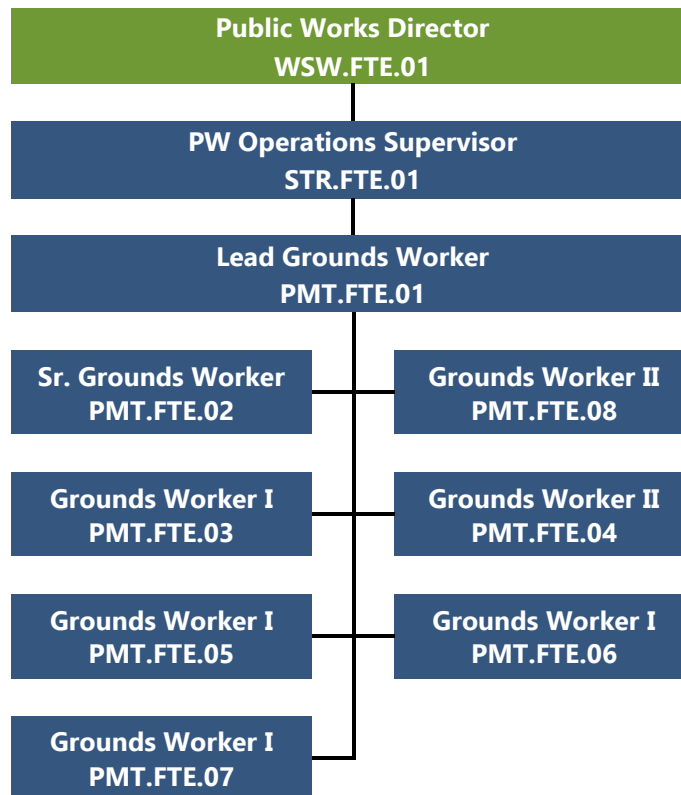 Public Works Director
WSW.FTE.01
PW Operations Supervisor
STR.FTE.01
Lead Grounds Worker
PMT.FTE.01
Sr. Grounds Worker
PMT.FTE.02
Grounds Worker II
PMT.FTE.08
Grounds Worker I
PMT.FTE.03
Grounds Worker II
PMT.FTE.04
Grounds Worker I
PMT.FTE.05
Grounds Worker I
PMT.FTE.06
Grounds Worker I
PMT.FTE.07